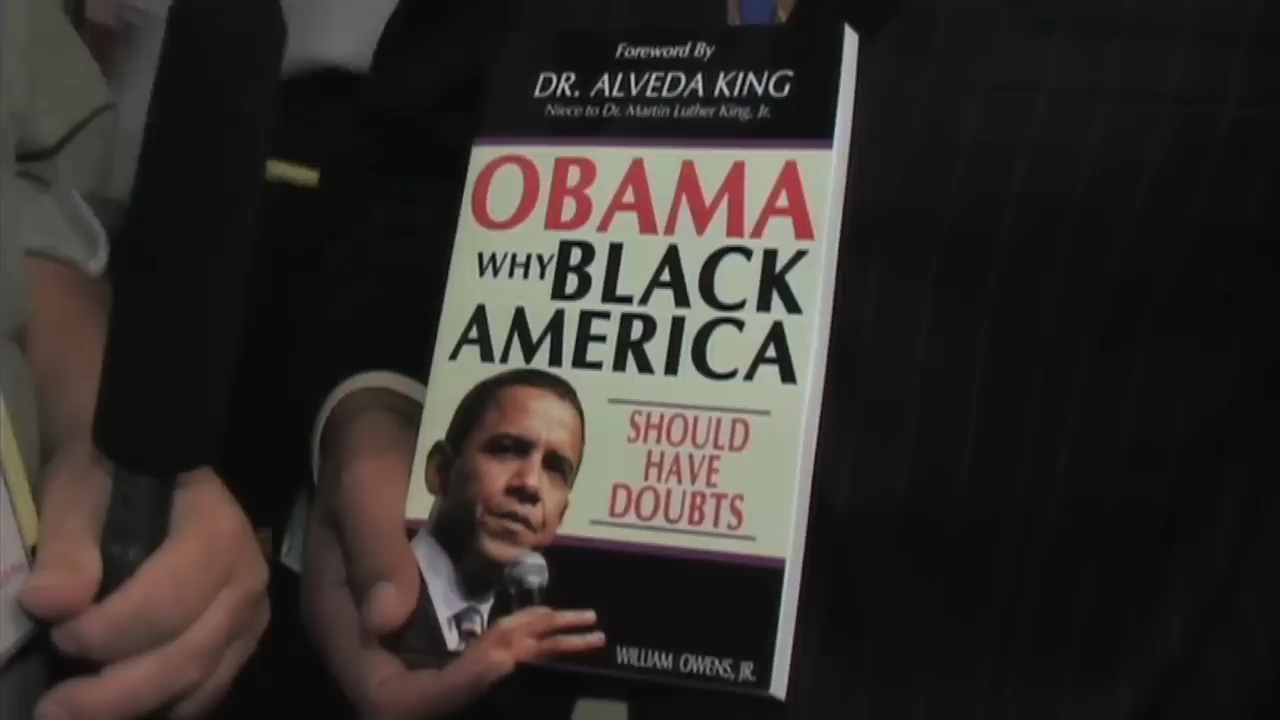 Foreword By
DR. ALVEDA KING
Niece to Dr. Martin Luther King, Jr.
OBAMA
WHY BLACK
AMERICA
SHOULD
HAVE
DOUBTS
WILLIAM OWENS, JR.